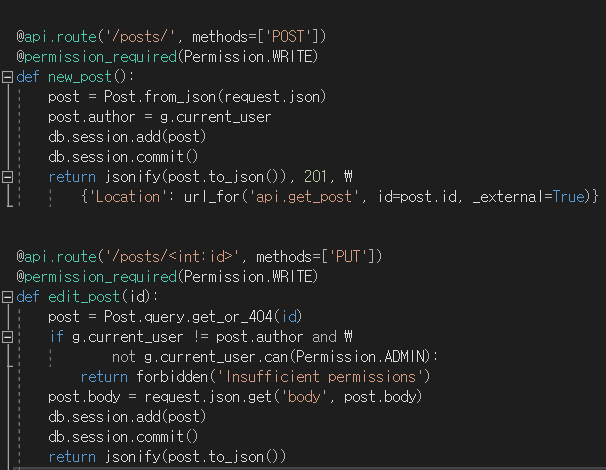 @api.route('/posts/', methods=['POST'])
@permission_required(Permission.WRITE)
def new_post():
    post = Post.from_json(request.json)
    post.author = g.current_user
    db.session.add(post)
    db.session.commit()
    return jsonify(post.to_json()), 201, ₩
        {'Location': url_for('api.get_post', id=post.id, _external=True)}
@api.route('/posts/<int:id>', methods=['PUT'])
@permission_required(Permission.WRITE)
def edit_post(id):
    post = Post.query.get_or_404(id)
    if g.current_user != post.author and ₩
            not g.current_user.can(Permission.ADMIN):
        return forbidden('Insufficient permissions')
    post.body = request.json.get('body', post.body)
    db.session.add(post)
    db.session.commit()
    return jsonify(post.to_json())